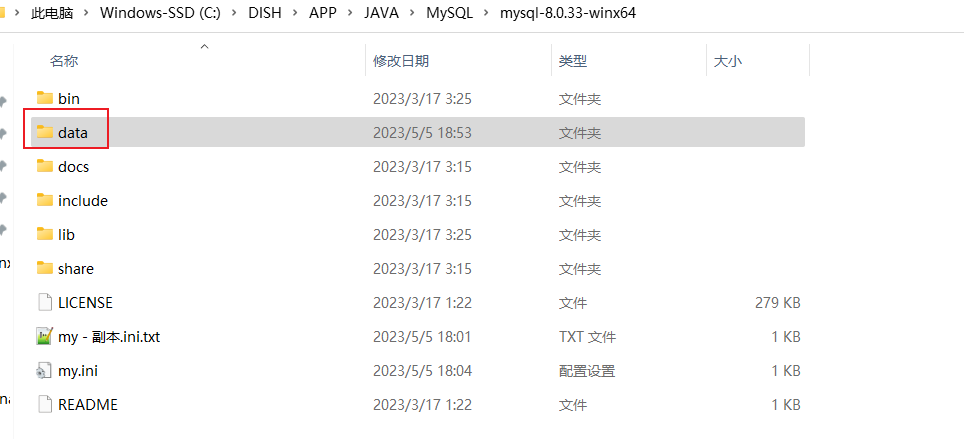 此电脑 > Windows-SSD (C:) > DISH > APP > JAVA > MySQL > mysql-8.0.33-winx64
名称 修改日期 类型 大小
bin 2023/3/17 3:25 文件夹
data 2023/5/5 18:53 文件夹
docs 2023/3/17 3:15 文件夹
include 2023/3/17 3:15 文件夹
lib 2023/3/17 3:25 文件夹
share 2023/3/17 3:15 文件夹
LICENSE 2023/3/17 1:22 文件 279 KB
my - 副本.ini.txt 2023/5/5 18:01 TXT 文件 1 KB
my.ini 2023/5/5 18:04 配置设置 1 KB
README 2023/3/17 1:22 文件 1 KB